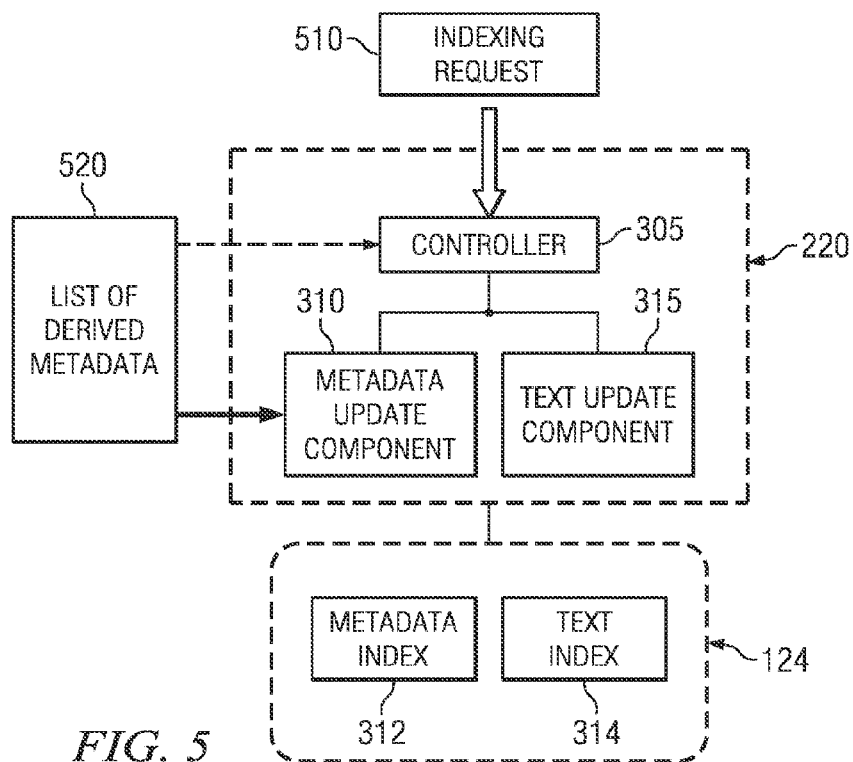 510
INDEXING
REQUEST
520
LIST OF
DERIVED
METADATA
CONTROLLER
305
220
310
METADATA
UPDATE
COMPONENT
315
TEXT UPDATE
COMPONENT
METADATA
INDEX
312
TEXT
INDEX
314
124
FIG. 5